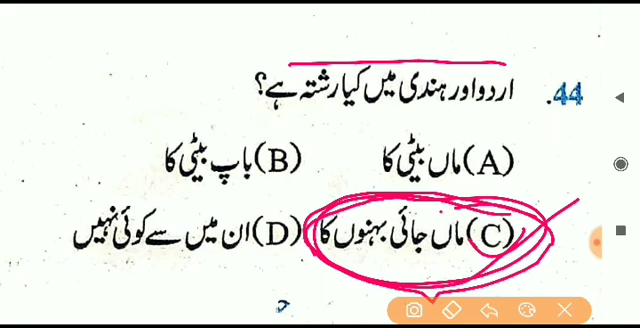 44. اردو اور ہندی میں کیا رشتہ ہے؟
(A) ماں بیٹی کا (B) باپ بیٹی کا
(C) ماں جائی بہنوں کا (D) ان میں سے کوئی نہیں